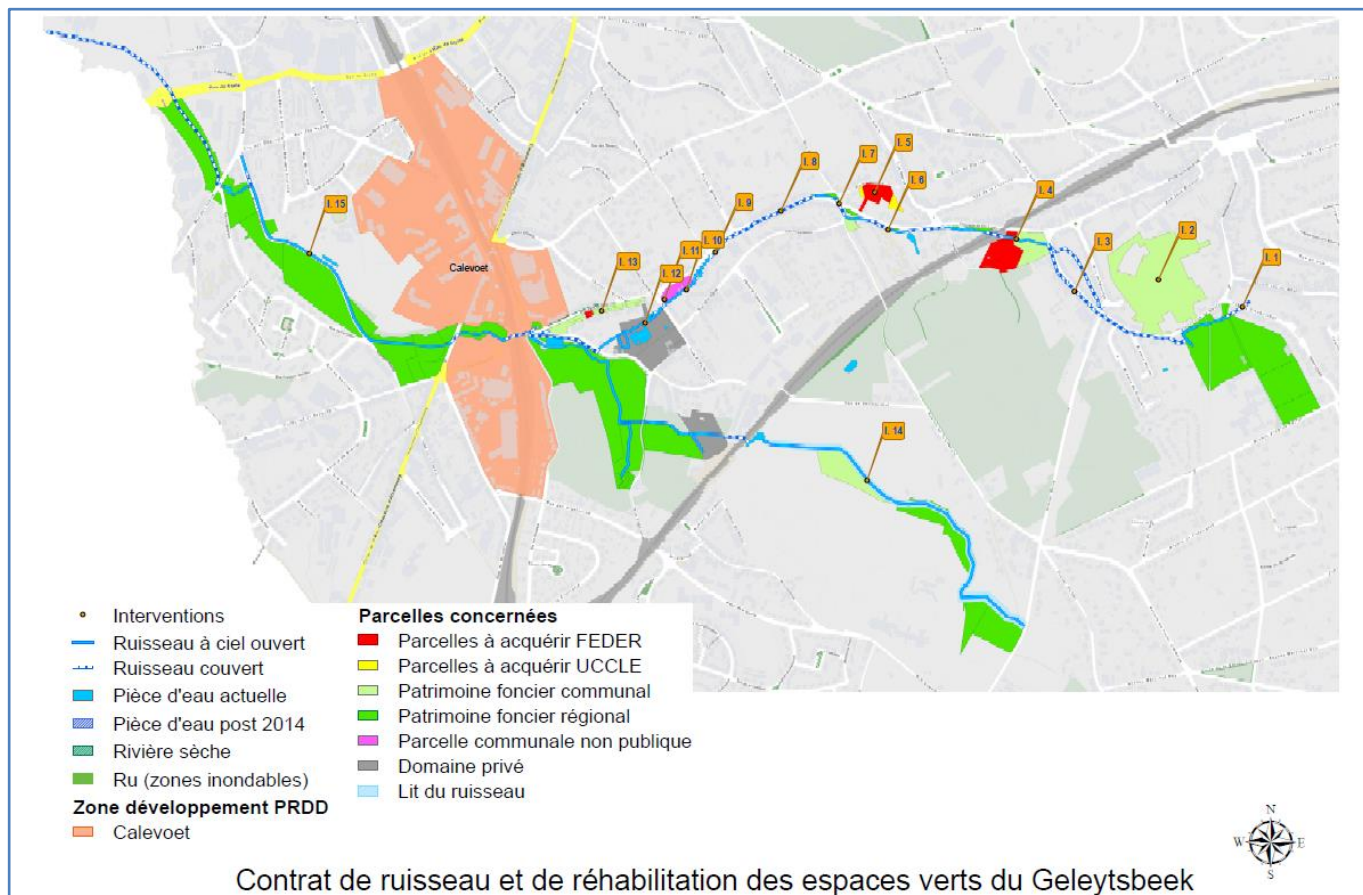 I. 5
I. 8
I. 7
I. 6
I. 15
I. 9
I. 4
I. 10
I. 3
I. 2
I. 11
I. 1
Calevoet
I. 13
I. 12
I. 14
Interventions
Ruisseau à ciel ouvert
Ruisseau couvert
Pièce d'eau actuelle
Pièce d'eau post 2014
Rivière sèche
Ru (zones inondables)
Zone développement PRDD
Calevoet
Parcelles concernées
Parcelles à acquérir FEDER
Parcelles à acquérir UCCLE
Patrimoine foncier communal
Patrimoine foncier régional
Parcelle communale non publique
Domaine privé
Lit du ruisseau
N
W E
S
Contrat de ruisseau et de réhabilitation des espaces verts du Geleytsbeek